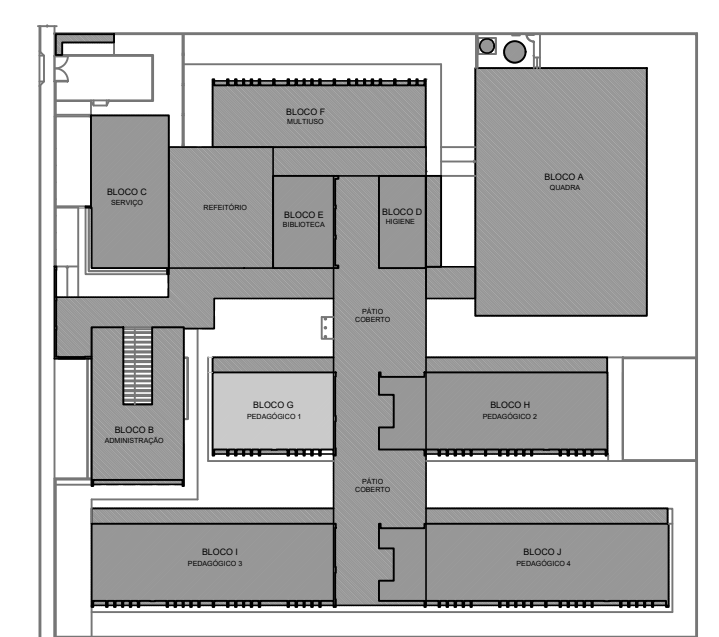 BLOCO F
MULTIUSO
BLOCO A
QUADRA
BLOCO C
SERVIÇO
REFEITÓRIO
BLOCO E
BIBLIOTECA
BLOCO D
HIGIENE
PÁTIO
COBERTO
BLOCO G
PEDAGÓGICO 1
BLOCO H
PEDAGÓGICO 2
BLOCO B
ADMINISTRAÇÃO
PÁTIO
COBERTO
BLOCO I
PEDAGÓGICO 3
BLOCO J
PEDAGÓGICO 4